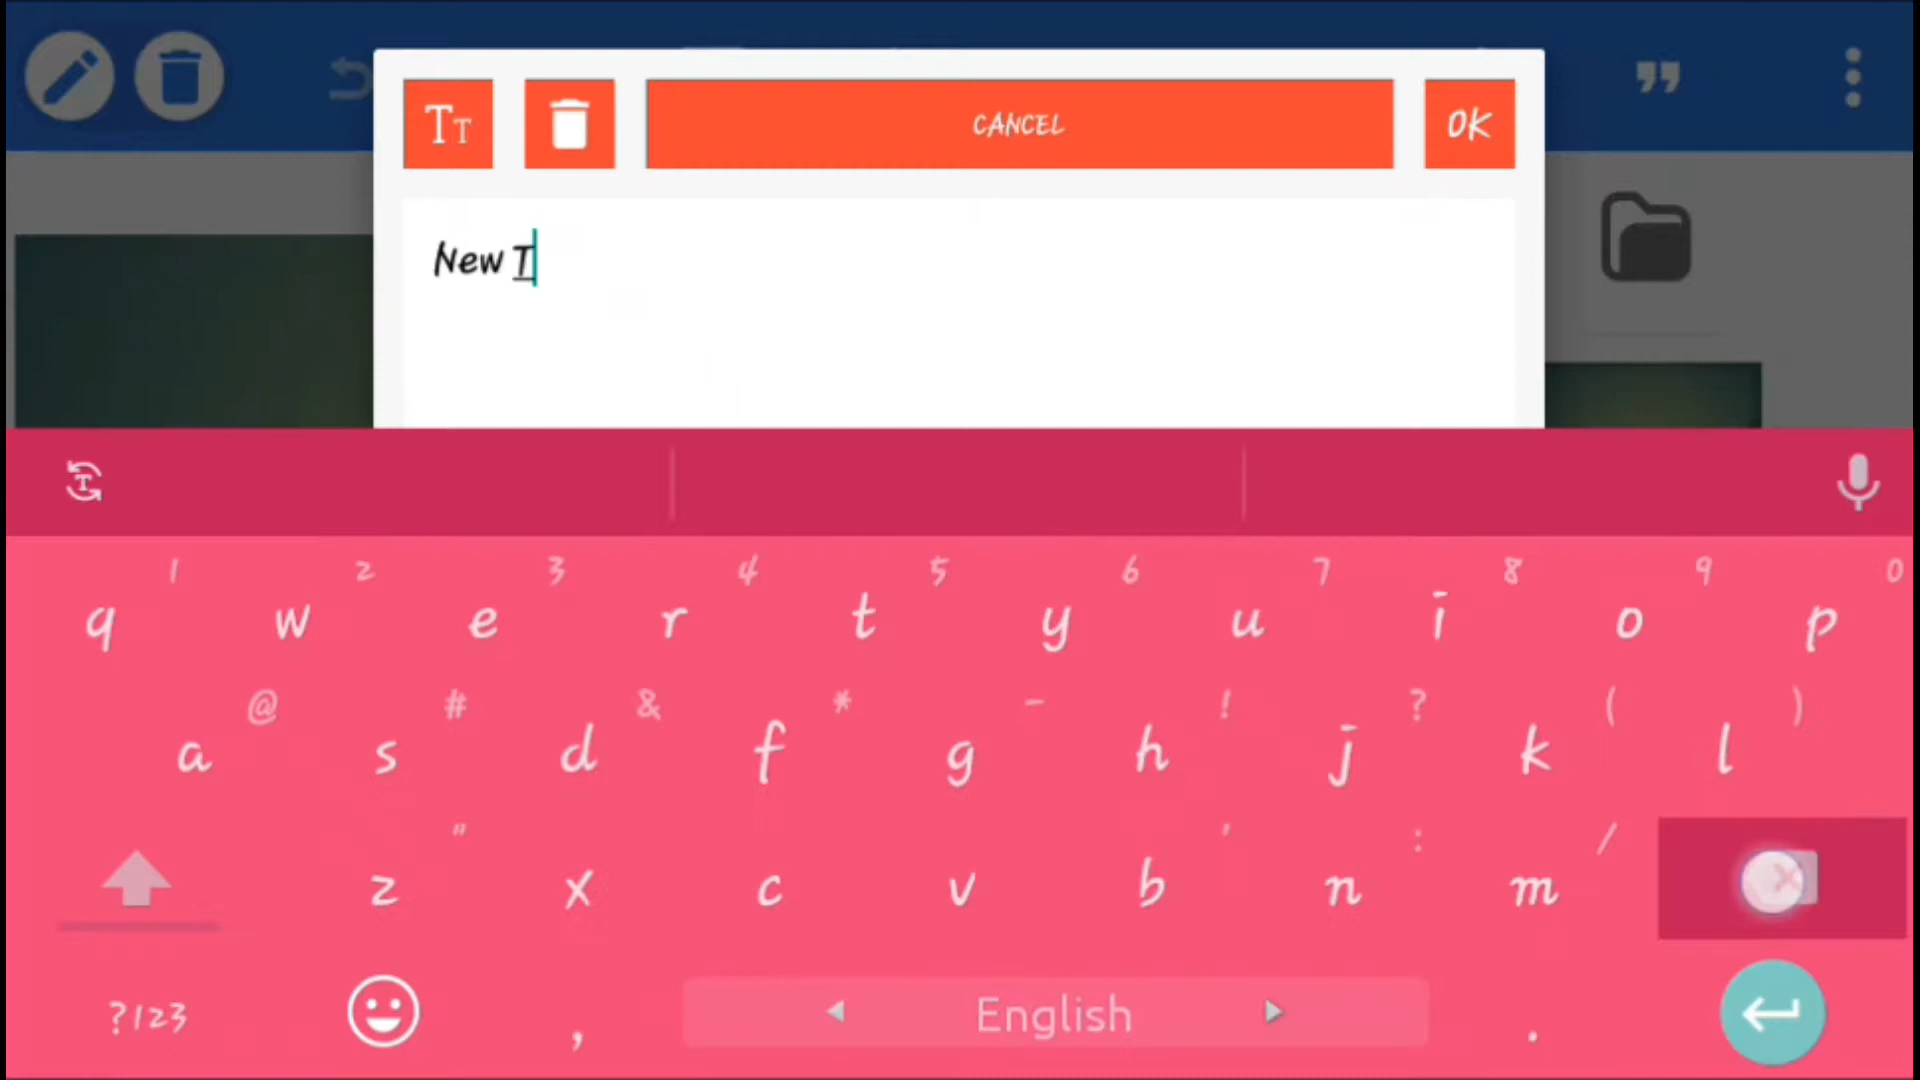 Tт CANCEL OK
New T
1 2 3 4 5 6 7 8 9 0
q w e r t y u i o p
@ # & * - ! ? ( )
a s d f g h j k l
" ' : /
z x c v b n m
?123 , English .